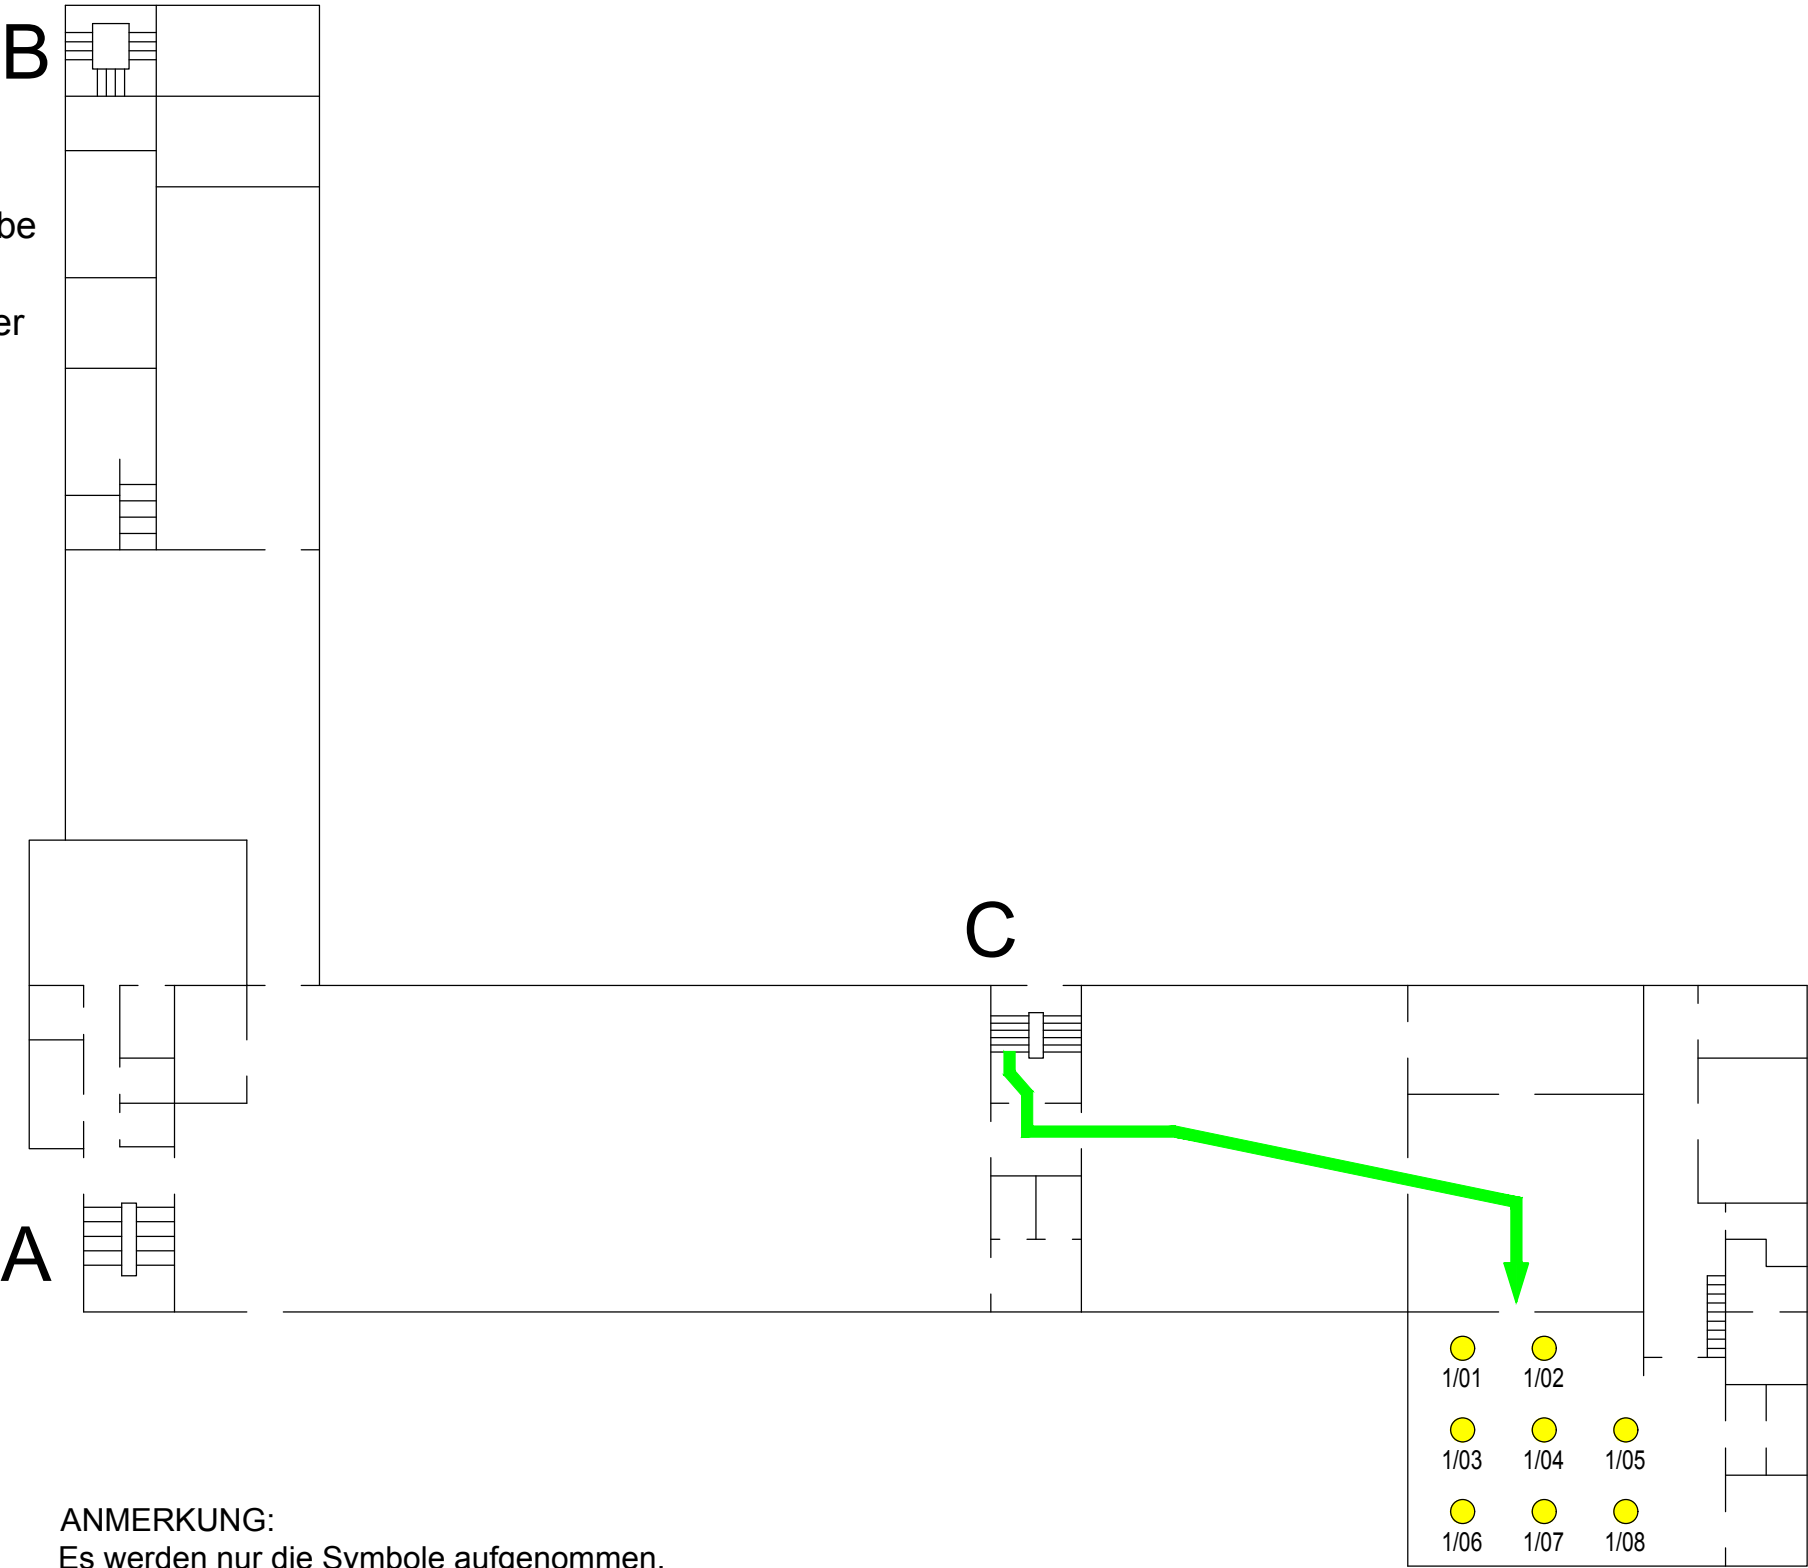 B
be
er
C
A
1/01 1/02
1/03 1/04 1/05
1/06 1/07 1/08
ANMERKUNG:
Es werden nur die Symbole aufgenommen,